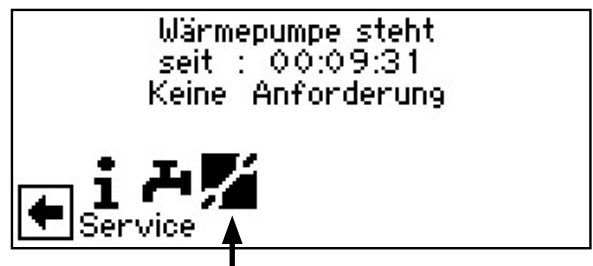 Wärmepumpe steht
seit : 00:09:31
Keine Anforderung
Service